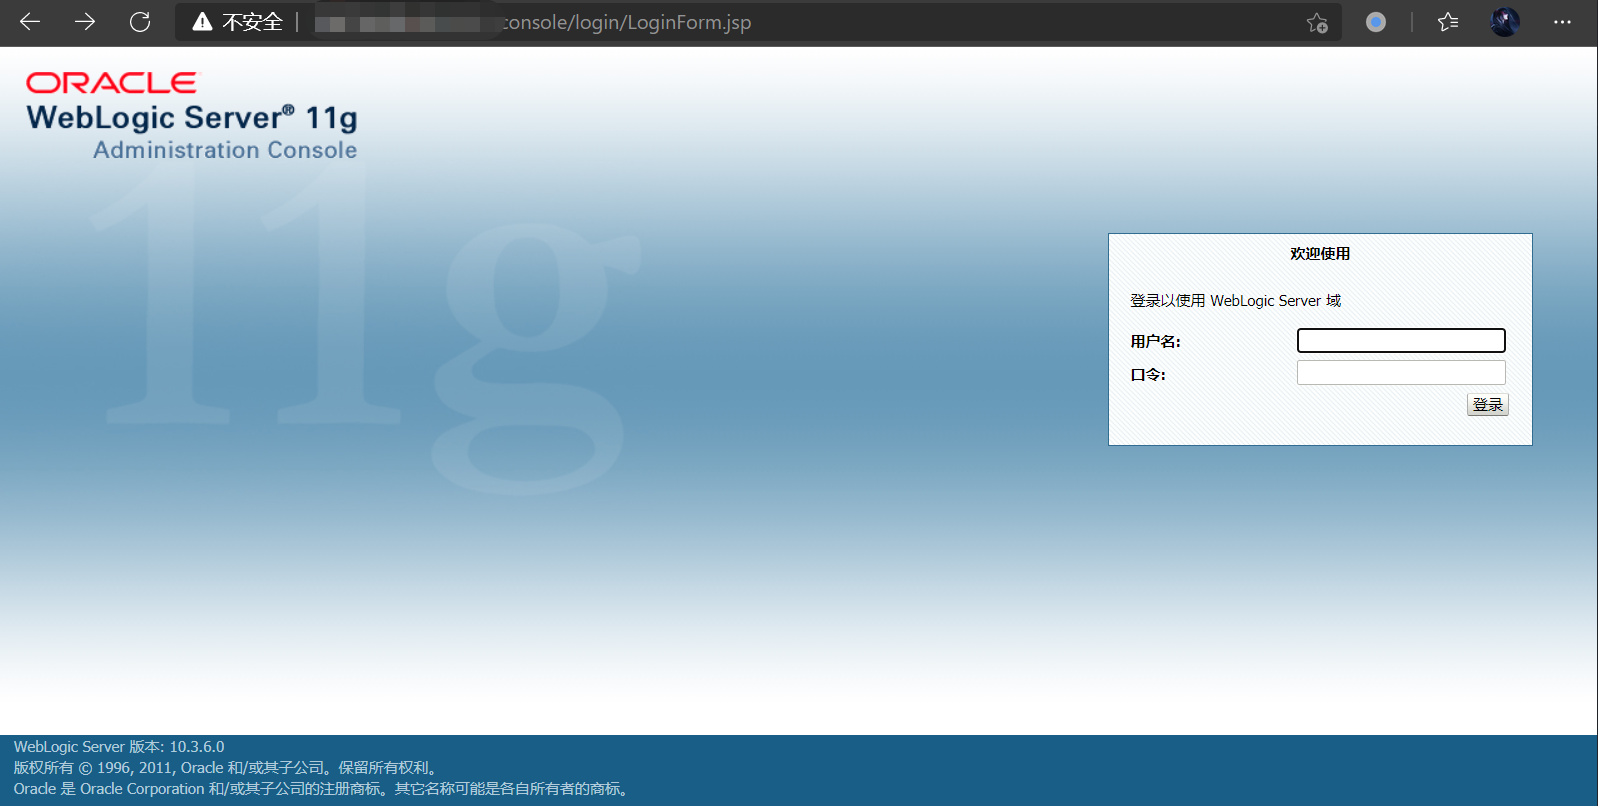 不安全
console/login/LoginForm.jsp
ORACLE
WebLogic Server® 11g
Administration Console
11g
欢迎使用
登录以使用 WebLogic Server 域
用户名:
口令:
登录
WebLogic Server 版本: 10.3.6.0
版权所有 © 1996, 2011, Oracle 和/或其子公司。保留所有权利。
Oracle 是 Oracle Corporation 和/或其子公司的注册商标。其它名称可能是各自所有者的商标。